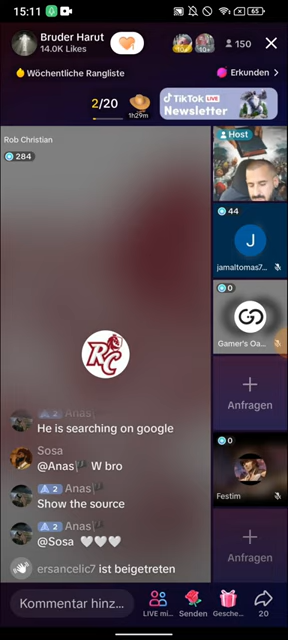 15:11
65
Bruder Harut
14.0K Likes
10+
150
Wöchentliche Rangliste
Erkunden >
2/20
1h29m
TikTok LIVE
Newsletter
Rob Christian
284
RC
Host
44
J
jamaltomas7...
0
Gamer's Oa...
Anfragen
0
Festim
Anfragen
2 Anas
He is searching on google
Sosa
@Anas🏴 W bro
2 Anas🏴
Show the source
2 Anas🏴
@Sosa 🤍🤍🤍
ersancelic7 ist beigetreten
Kommentar hinz...
LIVE mi...
Senden
Gesche...
20